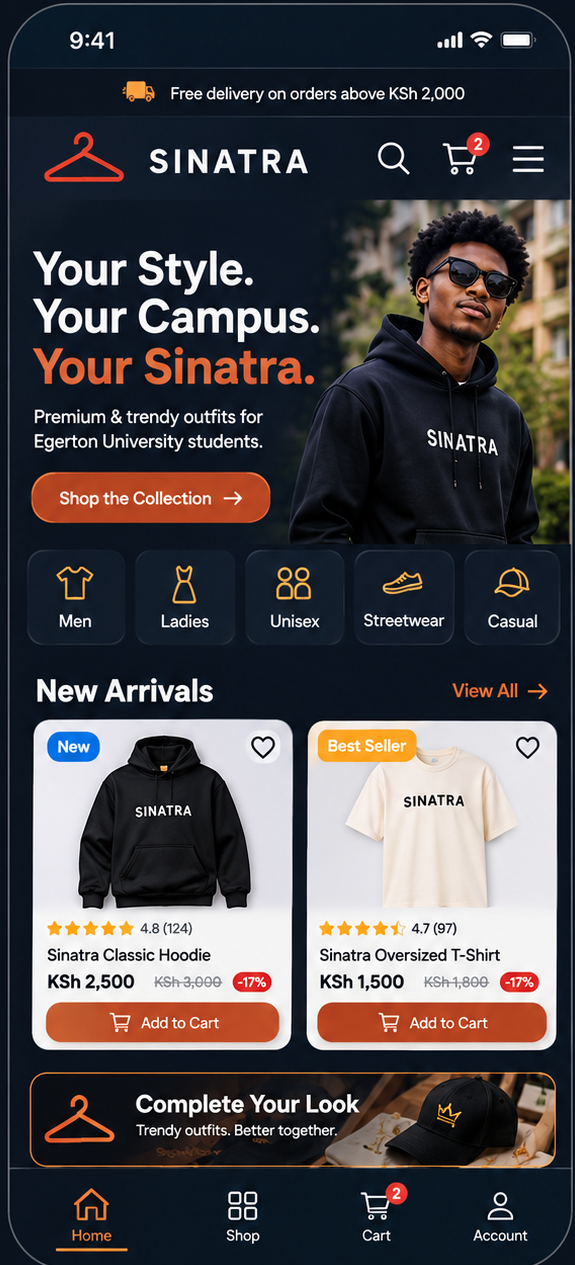 9:41
Free delivery on orders above KSh 2,000
SINATRA
2
Your Style.
Your Campus.
Your Sinatra.
Premium & trendy outfits for
Egerton University students.
Shop the Collection →
SINATRA
Men
Ladies
Unisex
Streetwear
Casual
New Arrivals
View All →
New
SINATRA
4.8 (124)
Sinatra Classic Hoodie
KSh 2,500 KSh 3,000 -17%
Add to Cart
Best Seller
SINATRA
4.7 (97)
Sinatra Oversized T-Shirt
KSh 1,500 KSh 1,800 -17%
Add to Cart
Complete Your Look
Trendy outfits. Better together.
Home
Shop
2
Cart
Account